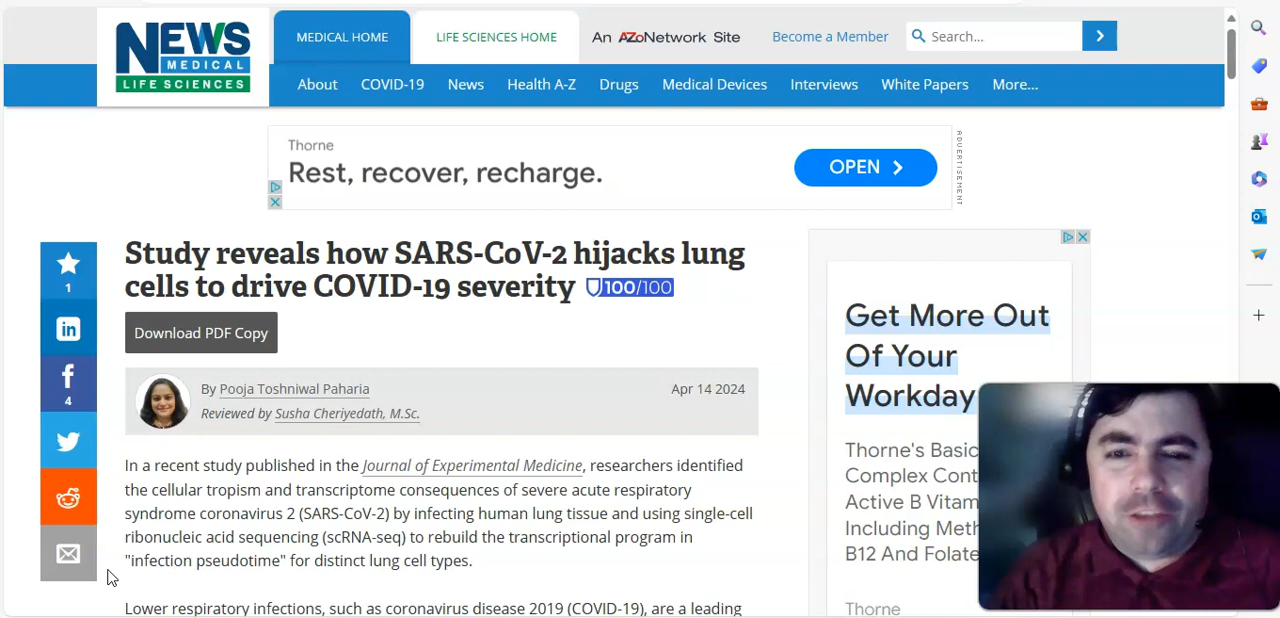 NEWS
MEDICAL
LIFE SCIENCES
MEDICAL HOME
LIFE SCIENCES HOME
An AZoNetwork Site
Become a Member
Search...
About
COVID-19
News
Health A-Z
Drugs
Medical Devices
Interviews
White Papers
More...
Thorne
Rest, recover, recharge.
OPEN
ADVERTISEMENT
Study reveals how SARS-CoV-2 hijacks lung
cells to drive COVID-19 severity 100/100
Download PDF Copy
By Pooja Toshniwal Paharia
Apr 14 2024
Reviewed by Susha Cheriyedath, M.Sc.
1
in
f
4
In a recent study published in the Journal of Experimental Medicine, researchers identified
the cellular tropism and transcriptome consequences of severe acute respiratory
syndrome coronavirus 2 (SARS-CoV-2) by infecting human lung tissue and using single-cell
ribonucleic acid sequencing (scRNA-seq) to rebuild the transcriptional program in
"infection pseudotime" for distinct lung cell types.
Lower respiratory infections, such as coronavirus disease 2019 (COVID-19), are a leading
Get More Out
Of Your
Workday
Thorne's Basic
Complex Cont
Active B Vitam
Including Meth
B12 And Folate
Thorne